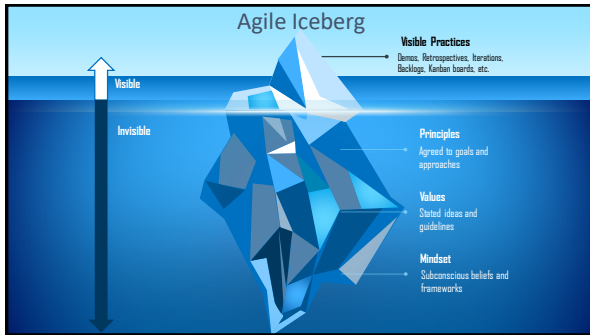 Agile Iceberg
Visible Practices
Demos, Retrospectives, Iterations,
Backlogs, Kanban boards, etc.
Visible
Invisible
Principles
Agreed to goals and
approaches
Values
Stated ideas and
guidelines
Mindset
Subconscious beliefs and
frameworks